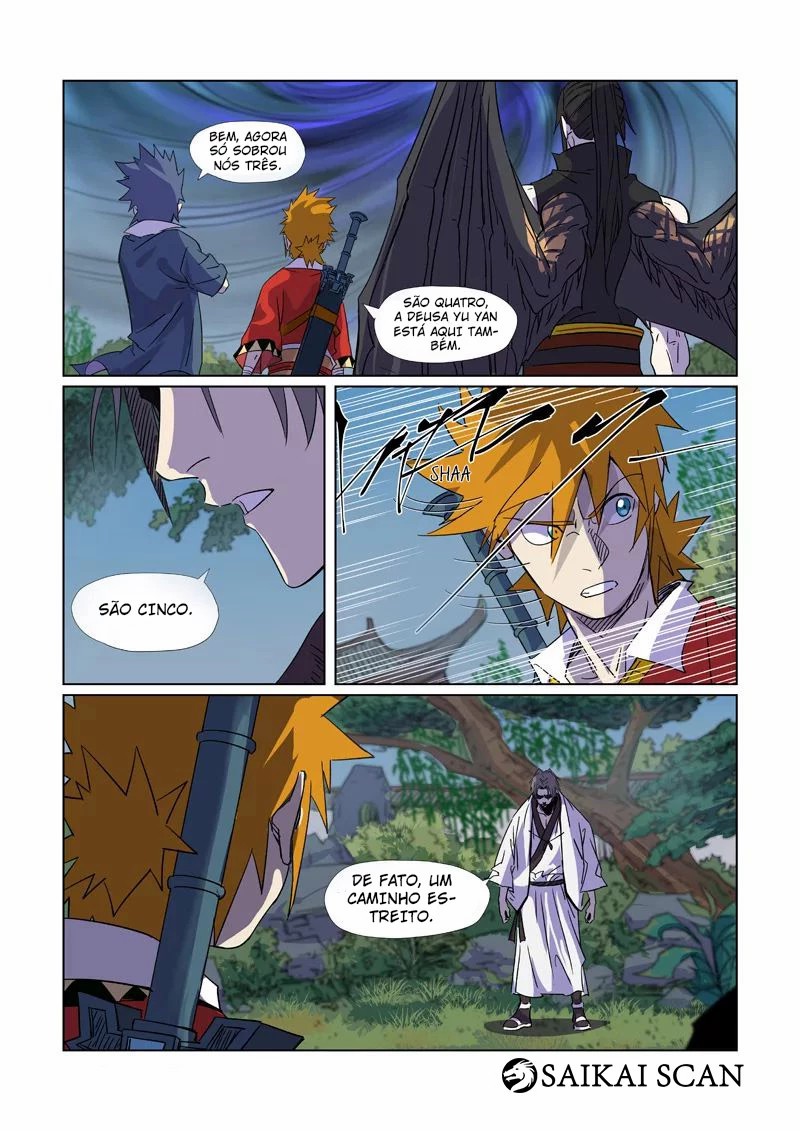 BEM, AGORA
SÓ SOBROU
NÓS TRÊS.
SÃO QUATRO,
A DEUSA YU YAN
ESTÁ AQUI TAM-
BÉM.
SÃO CINCO.
SHAA
DE FATO, UM
CAMINHO ES-
TREITO.
SAIKAI SCAN